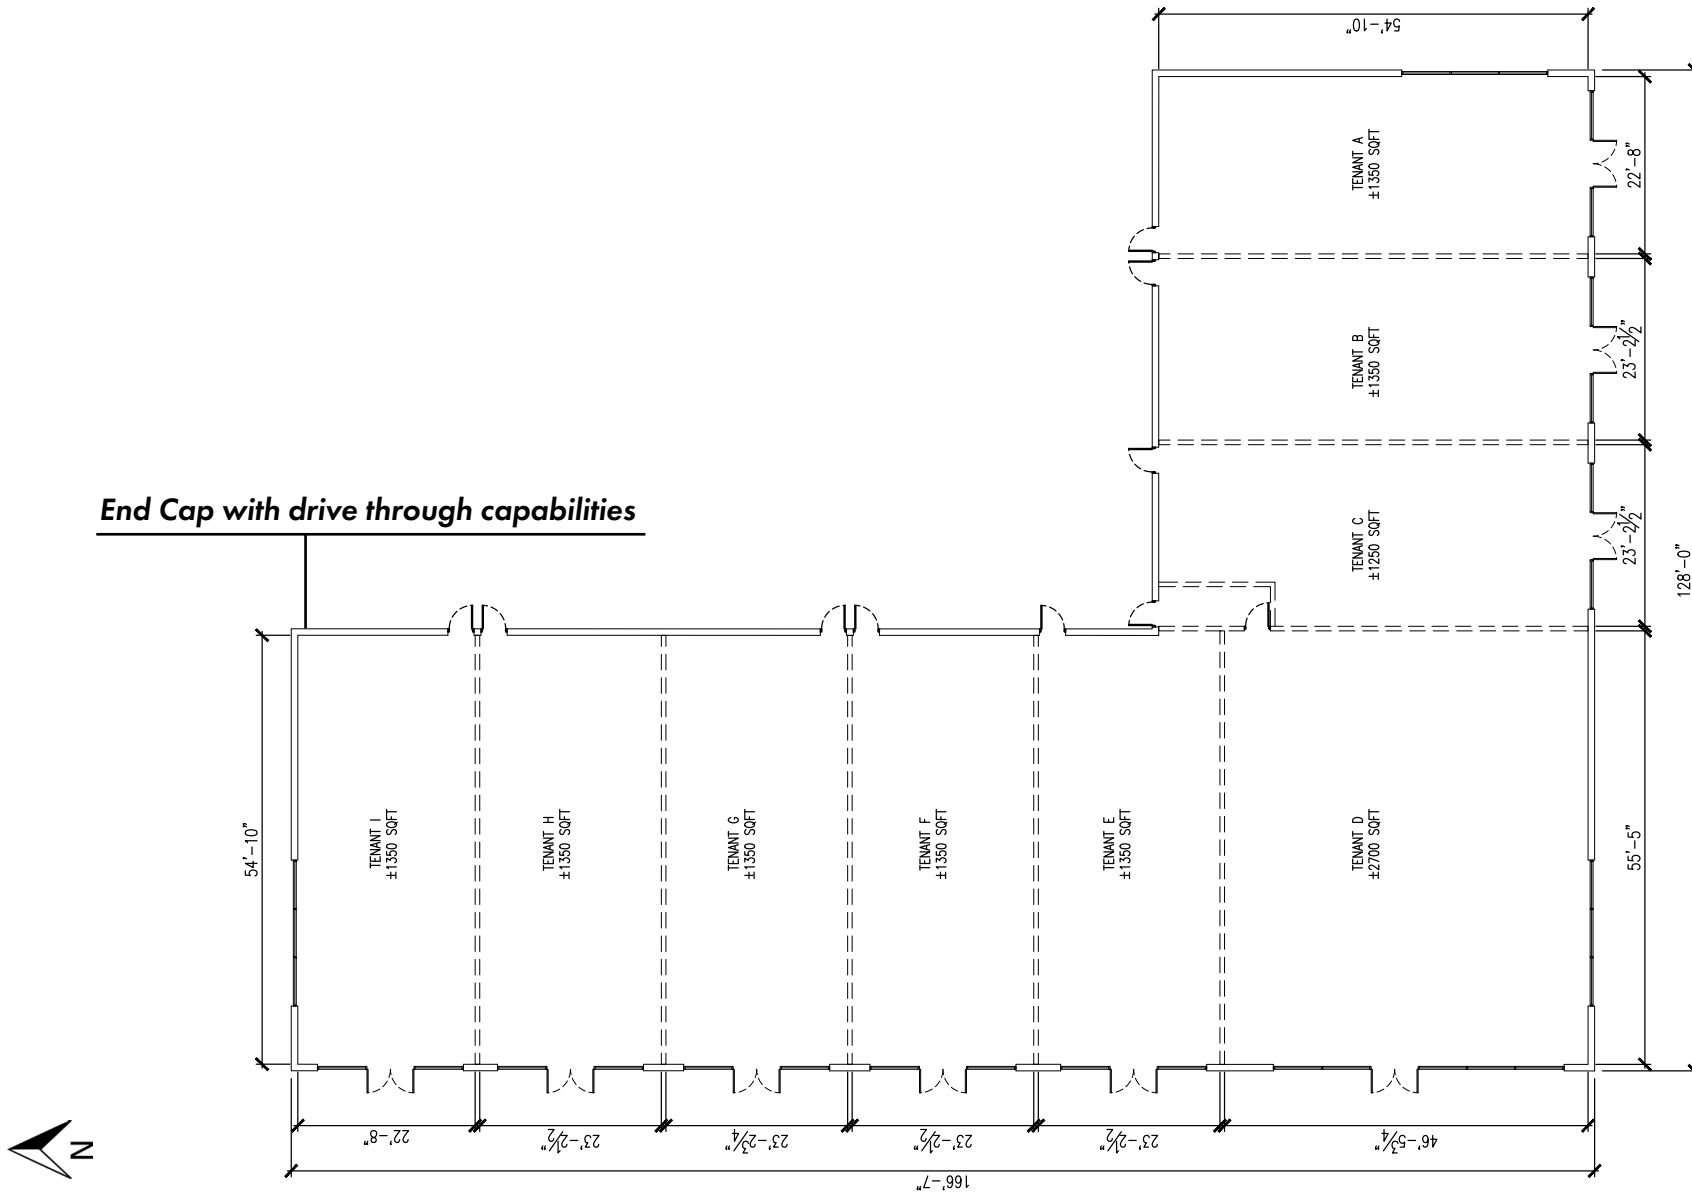 54'-10"
TENANT A
±1350 SQFT
22'-8"
TENANT B
±1350 SQFT
23'-2½"
End Cap with drive through capabilities
TENANT C
±1250 SQFT
23'-2½"
128'-0"
54'-10"
TENANT I
±1350 SQFT
TENANT H
±1350 SQFT
TENANT G
±1350 SQFT
TENANT F
±1350 SQFT
TENANT E
±1350 SQFT
TENANT D
±2700 SQFT
55'-5"
22'-8"
23'-2½"
23'-2¾"
23'-2½"
23'-2½"
46'-5¾"
N
166'-7"